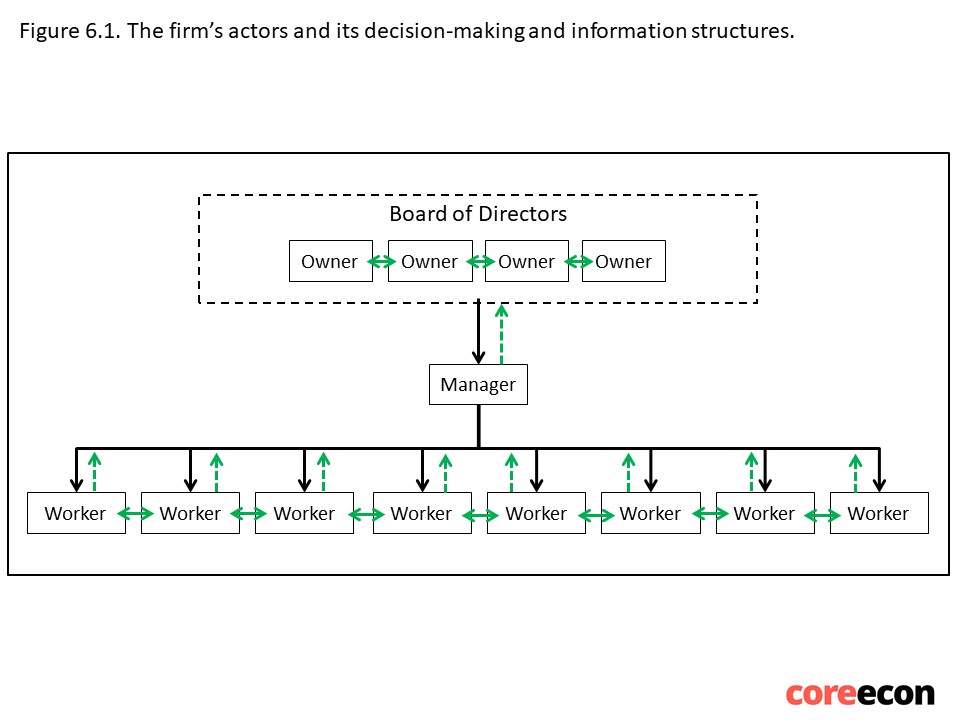 Figure 6.1. The firm's actors and its decision-making and information structures.
Board of Directors
Owner Owner Owner Owner
Manager
Worker Worker Worker Worker Worker Worker Worker Worker
coreecon